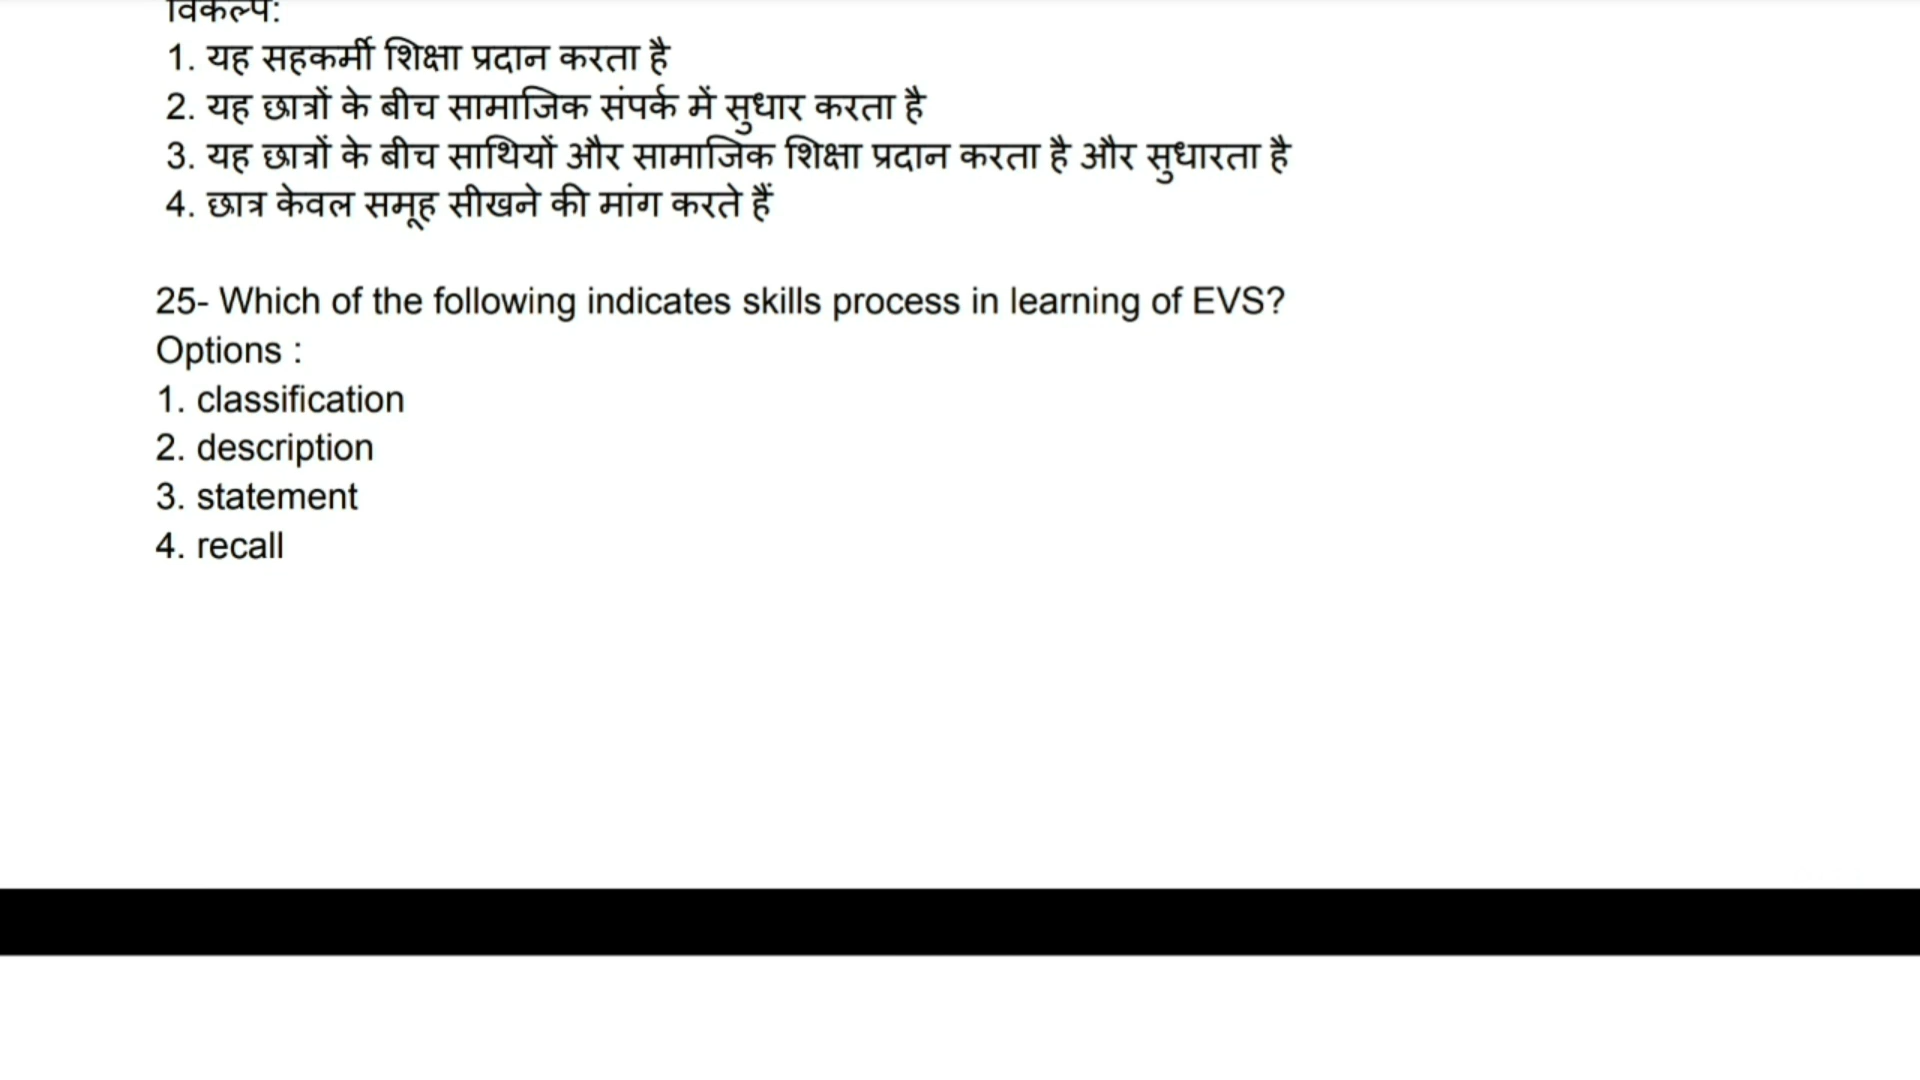 विकल्प:
1. यह सहकर्मी शिक्षा प्रदान करता है
2. यह छात्रों के बीच सामाजिक संपर्क में सुधार करता है
3. यह छात्रों के बीच साथियों और सामाजिक शिक्षा प्रदान करता है और सुधारता है
4. छात्र केवल समूह सीखने की मांग करते हैं
25- Which of the following indicates skills process in learning of EVS?
Options :
1. classification
2. description
3. statement
4. recall